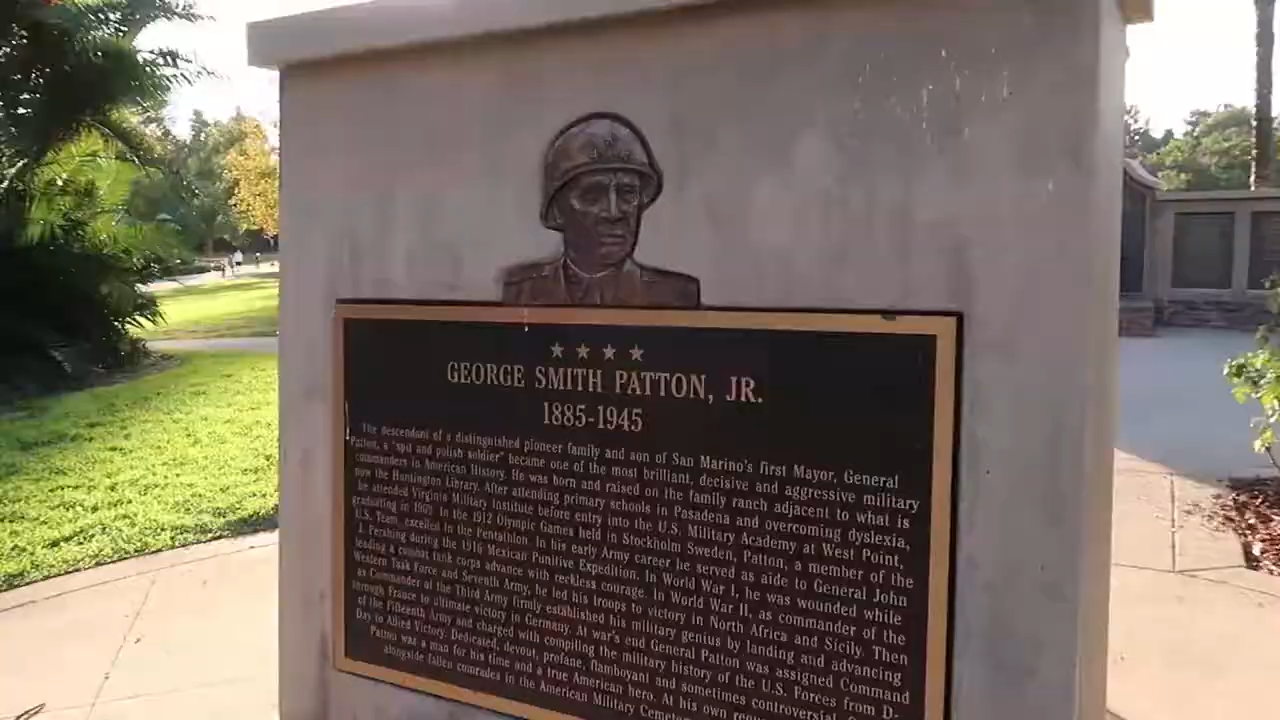 GEORGE SMITH PATTON, JR.
1885-1945
The descendant of a distinguished pioneer family and son of San Marino's first Mayor, General
Patton, a "spit and polish soldier" became one of the most brilliant, decisive and aggressive military
commanders in American History. He was born and raised on the family ranch adjacent to what is
now the Huntington Library. After attending primary schools in Pasadena and overcoming dyslexia,
he attended Virginia Military Institute before entry into the U.S. Military Academy at West Point,
graduating in 1909. In the 1912 Olympic Games held in Stockholm Sweden, Patton, a member of the
U.S. Team, excelled in the Pentathlon. In his early Army career he served as aide to General John
J. Pershing during the 1916 Mexican Punitive Expedition. In World War I, he was wounded while
leading a combat tank corps advance with reckless courage. In World War II, as commander of the
Western Task Force and Seventh Army, he led his troops to victory in North Africa and Sicily. Then
as Commander of the Third Army firmly established his military genius by landing and advancing
through France to ultimate victory in Germany. At war's end General Patton was assigned Command
of the Fifteenth Army and charged with compiling the military history of the U.S. Forces from D-
Day to Allied Victory. Dedicated, devout, profane, flamboyant and sometimes controversial,
Patton was a man for his time and a true American hero. At his own
alongside fallen comrades in the American Military